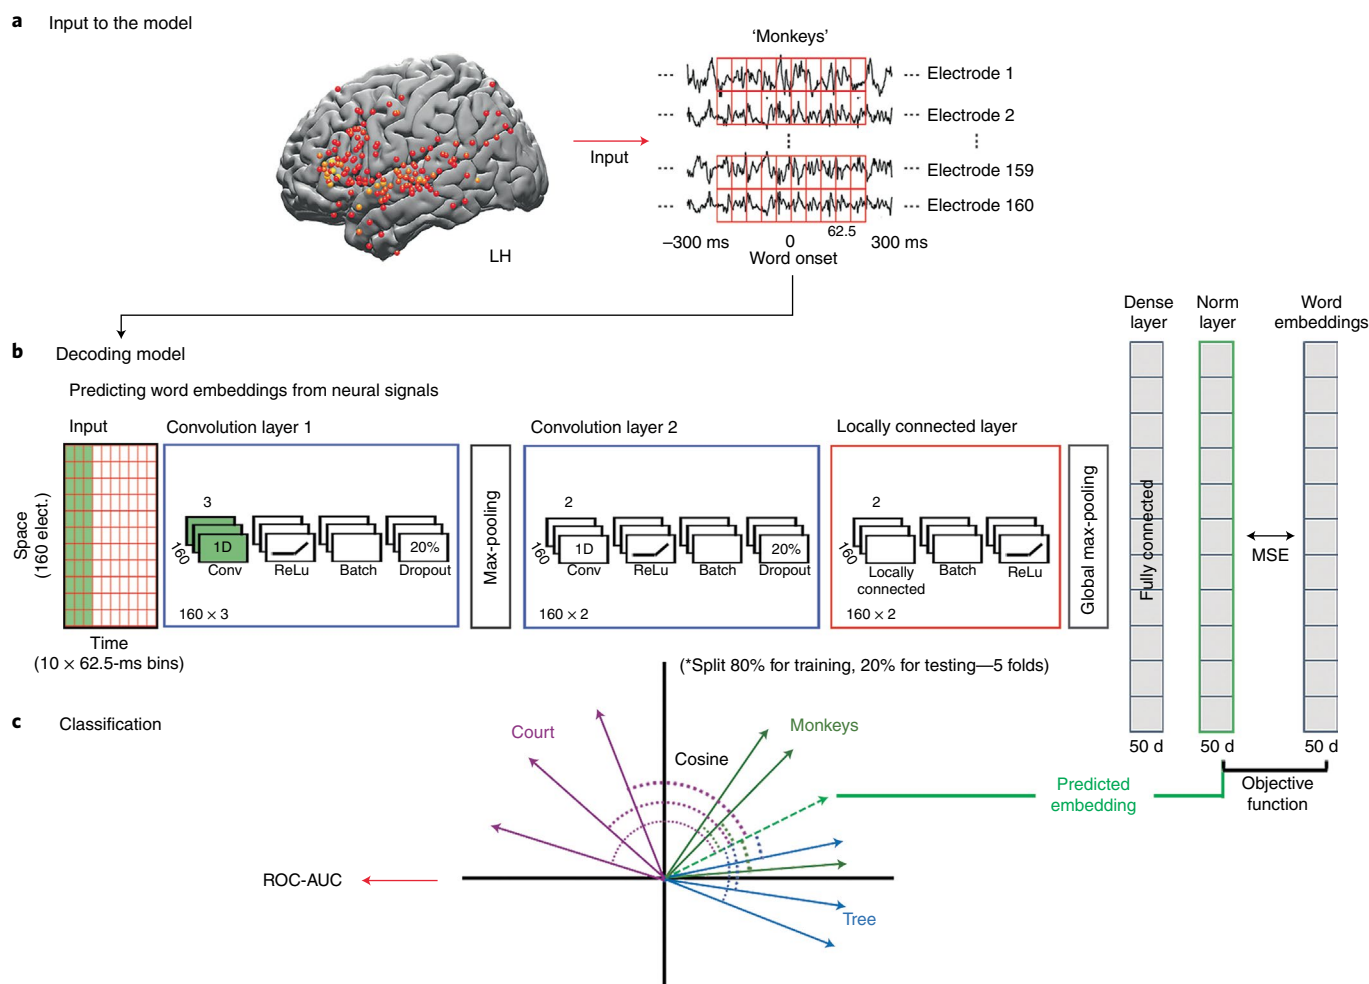 a Input to the model
'Monkeys'
Electrode 1
Electrode 2
Input
Electrode 159
Electrode 160
62.5
–300 ms 0 300 ms
Word onset
LH
Dense layer
Norm layer
Word embeddings
b Decoding model
Predicting word embeddings from neural signals
Input
Convolution layer 1
Convolution layer 2
Locally connected layer
Space
(160 elect.)
3
160
1D
20%
Conv ReLu Batch Dropout
160 × 3
Max-pooling
2
160
1D
20%
Conv ReLu Batch Dropout
160 × 2
2
160
Locally connected
Batch ReLu
160 × 2
Global max-pooling
Fully connected
MSE
Time
(10 × 62.5-ms bins)
(*Split 80% for training, 20% for testing—5 folds)
50 d 50 d 50 d
c Classification
Court
Cosine
Monkeys
Predicted embedding
Objective function
ROC-AUC
Tree